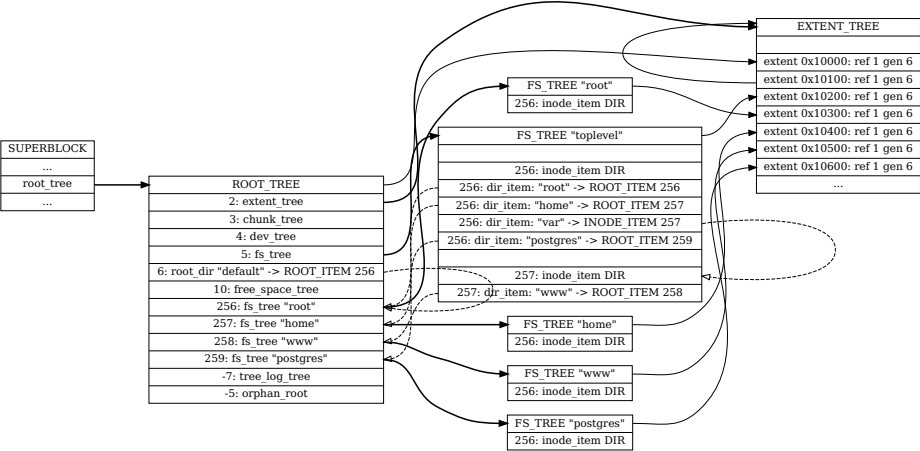 SUPERBLOCK
...
root_tree
...
ROOT_TREE
2: extent_tree
3: chunk_tree
4: dev_tree
5: fs_tree
6: root_dir "default" -> ROOT_ITEM 256
10: free_space_tree
256: fs_tree "root"
257: fs_tree "home"
258: fs_tree "www"
259: fs_tree "postgres"
-7: tree_log_tree
-5: orphan_root
FS_TREE "root"
256: inode_item DIR
FS_TREE "toplevel"
256: inode_item DIR
256: dir_item: "root" -> ROOT_ITEM 256
256: dir_item: "home" -> ROOT_ITEM 257
256: dir_item: "var" -> INODE_ITEM 257
256: dir_item: "postgres" -> ROOT_ITEM 259
257: inode_item DIR
257: dir_item: "www" -> ROOT_ITEM 258
FS_TREE "home"
256: inode_item DIR
FS_TREE "www"
256: inode_item DIR
FS_TREE "postgres"
256: inode_item DIR
EXTENT_TREE
extent 0x10000: ref 1 gen 6
extent 0x10100: ref 1 gen 6
extent 0x10200: ref 1 gen 6
extent 0x10300: ref 1 gen 6
extent 0x10400: ref 1 gen 6
extent 0x10500: ref 1 gen 6
extent 0x10600: ref 1 gen 6
...